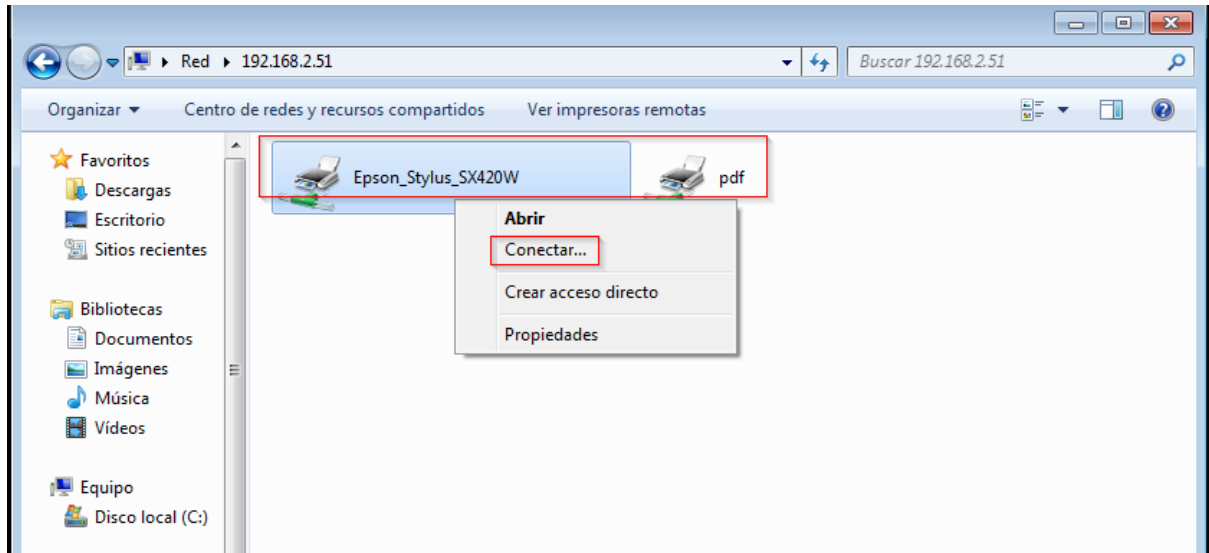 Red 192.168.2.51
Buscar 192.168.2.51
Organizar Centro de redes y recursos compartidos Ver impresoras remotas
Favoritos
Descargas
Escritorio
Sitios recientes
Bibliotecas
Documentos
Imágenes
Música
Vídeos
Equipo
Disco local (C:)
Epson_Stylus_SX420W
pdf
Abrir
Conectar...
Crear acceso directo
Propiedades